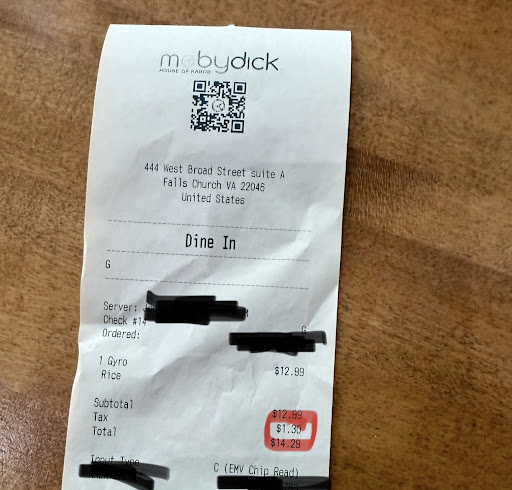 mobydick
HOUSE OF KABOB
444 West Broad Street suite A
Falls Church VA 22046
United States
Dine In
G
Server:
Check #14
Ordered: G
1 Gyro $12.99
Rice
Subtotal $12.99
Tax $1.30
Total $14.29
Input Type C (EMV Chip Read)